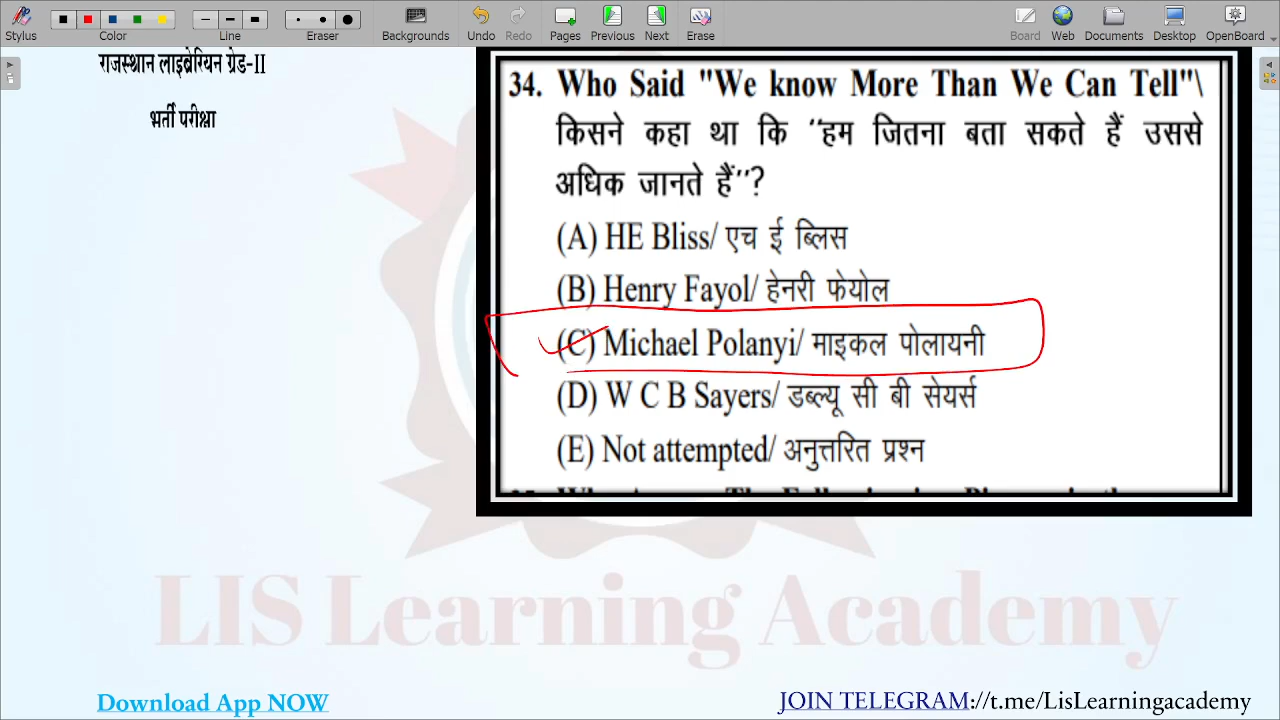 Stylus Color Line Eraser Backgrounds Undo Redo Pages Previous Next Erase Board Web Documents Desktop OpenBoard
राजस्थान लाइब्रेरियन ग्रेड-II
भर्ती परीक्षा
34. Who Said "We know More Than We Can Tell"\
किसने कहा था कि ‘‘हम जितना बता सकते हैं उससे
अधिक जानते हैं’’?
(A) HE Bliss/ एच ई ब्लिस
(B) Henry Fayol/ हेनरी फेयोल
(C) Michael Polanyi/ माइकल पोलायनी
(D) W C B Sayers/ डब्ल्यू सी बी सेयर्स
(E) Not attempted/ अनुत्तरित प्रश्न
LIS Learning Academy
Download App NOW
JOIN TELEGRAM://t.me/LisLearningacademy